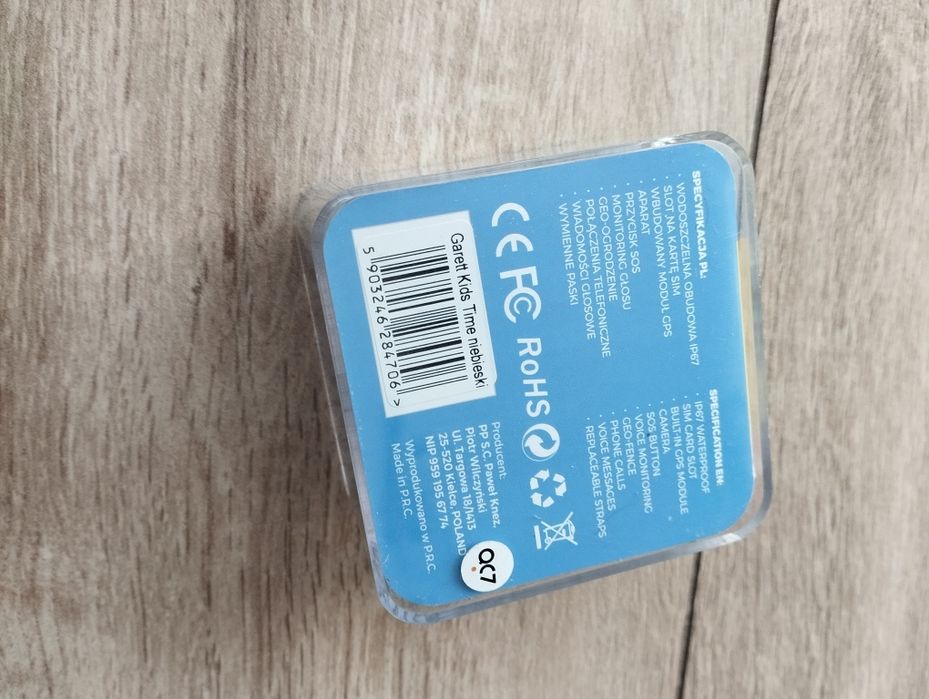 SPECYFIKACJA PL:
· WODOSZCZELNA OBUDOWA IP67
· SLOT NA KARTĘ SIM
· WBUDOWANY MODUŁ GPS
· APARAT
· PRZYCISK SOS
· MONITORING GŁOSU
· GEO-OGRODZENIE
· POŁĄCZENIA TELEFONICZNE
· WIADOMOŚCI GŁOSOWE
· WYMIENNE PASKI
SPECIFICATION EN:
· IP67 WATERPROOF
· SIM CARD SLOT
· BUILT-IN GPS MODULE
· CAMERA
· SOS BUTTON
· VOICE MONITORING
· GEO-FENCE
· PHONE CALLS
· VOICE MESSAGES
· REPLACEABLE STRAPS
CE FC RoHS
Garett Kids Time niebieski
5 903246 284706 >
Producent:
PP S.C. Paweł Knez,
Piotr Wilczyński
Ul. Targowa 18/1413
25-520 Kielce, POLAND
NIP 959 195 67 74
Wyprodukowano w P.R.C.
Made in P.R.C.
QC7